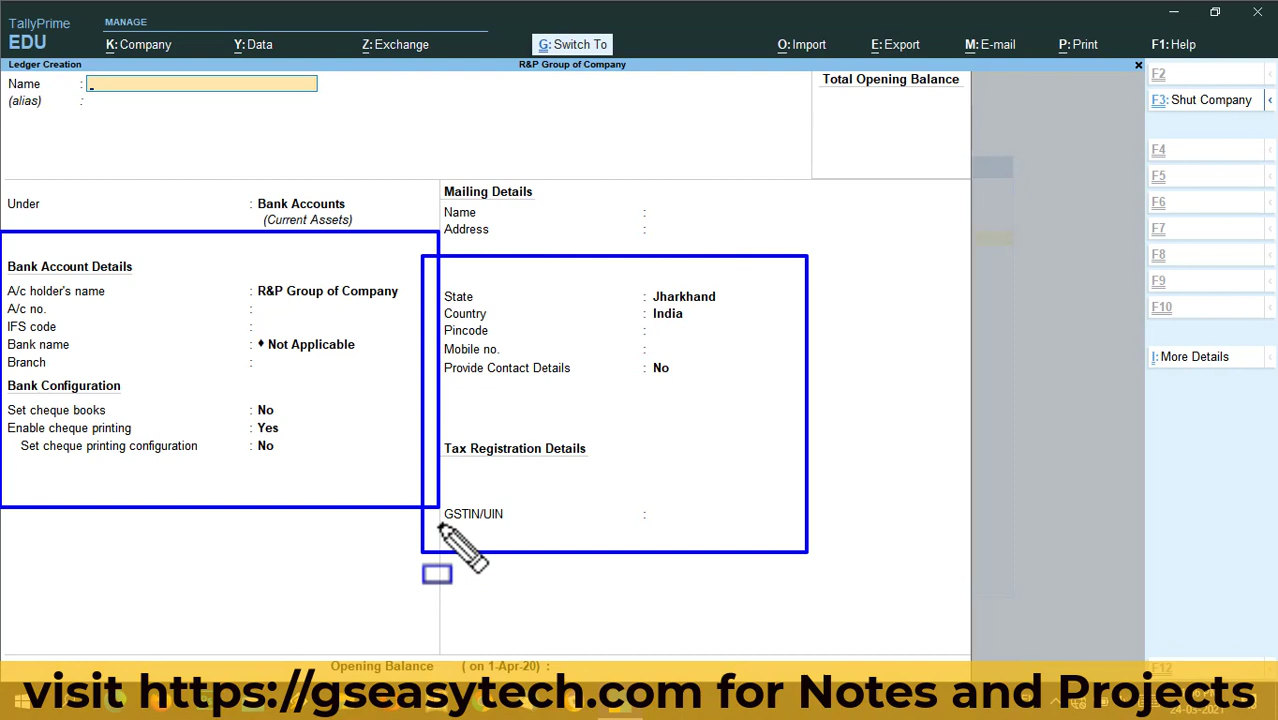 TallyPrime
EDU
MANAGE
K: Company
Y: Data
Z: Exchange
G: Switch To
O: Import
E: Export
M: E-mail
P: Print
F1: Help
Ledger Creation
R&P Group of Company
Name :
(alias) :
Total Opening Balance
F2
F3: Shut Company
F4
F5
F6
F7
F8
F9
F10
I: More Details
F12
Under : Bank Accounts
(Current Assets)
Bank Account Details
A/c holder's name : R&P Group of Company
A/c no. :
IFS code :
Bank name : ♦ Not Applicable
Branch :
Bank Configuration
Set cheque books : No
Enable cheque printing : Yes
Set cheque printing configuration : No
Mailing Details
Name :
Address :
State : Jharkhand
Country : India
Pincode :
Mobile no. :
Provide Contact Details : No
Tax Registration Details
GSTIN/UIN :
Opening Balance ( on 1-Apr-20) :
visit https://gseasytech.com for Notes and Projects
24-03-2021